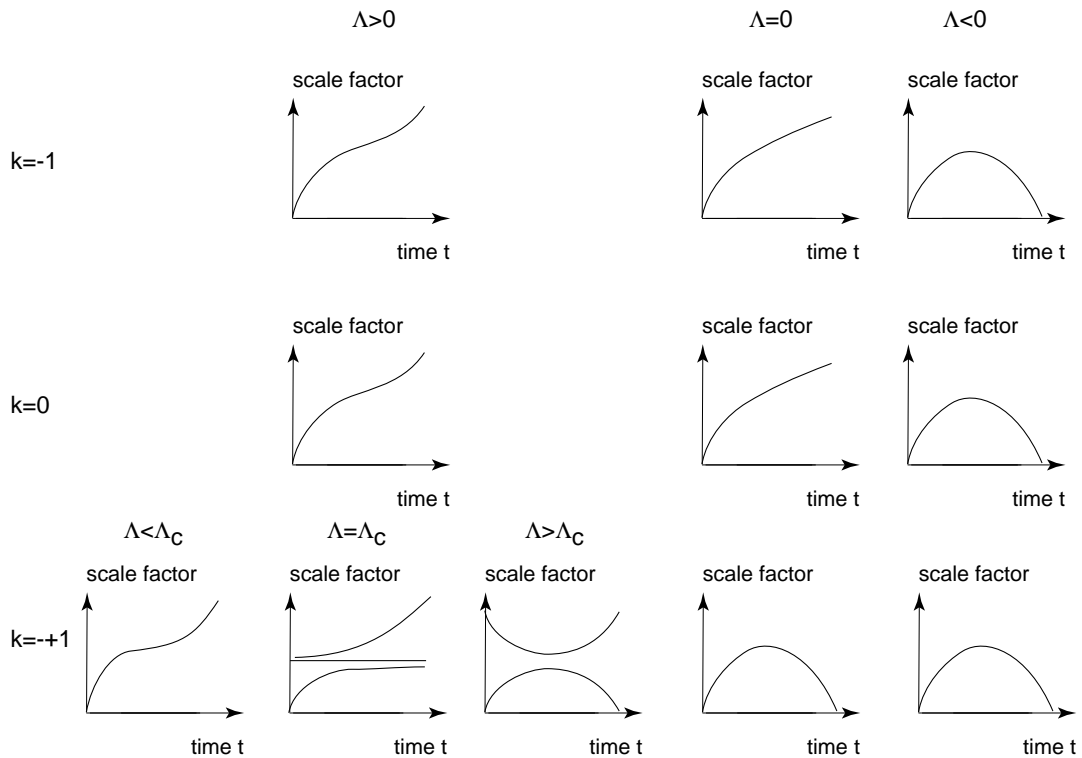 Λ>0 Λ=0 Λ<0
scale factor scale factor scale factor
k=-1
time t time t time t
scale factor scale factor scale factor
k=0
time t time t time t
Λ<Λc Λ=Λc Λ>Λc
scale factor scale factor scale factor scale factor scale factor
k=-+1
time t time t time t time t time t